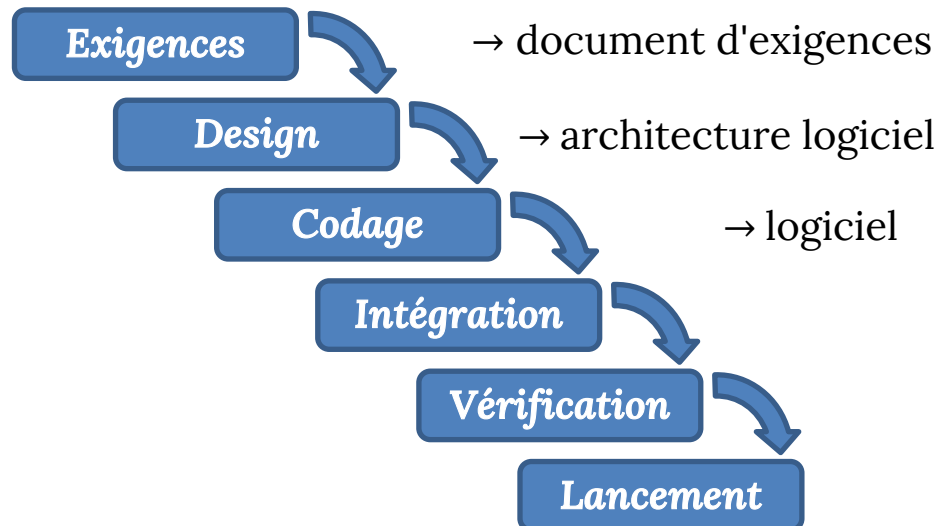 Exigences
→ document d'exigences
Design
→ architecture logiciel
Codage
→ logiciel
Intégration
Vérification
Lancement